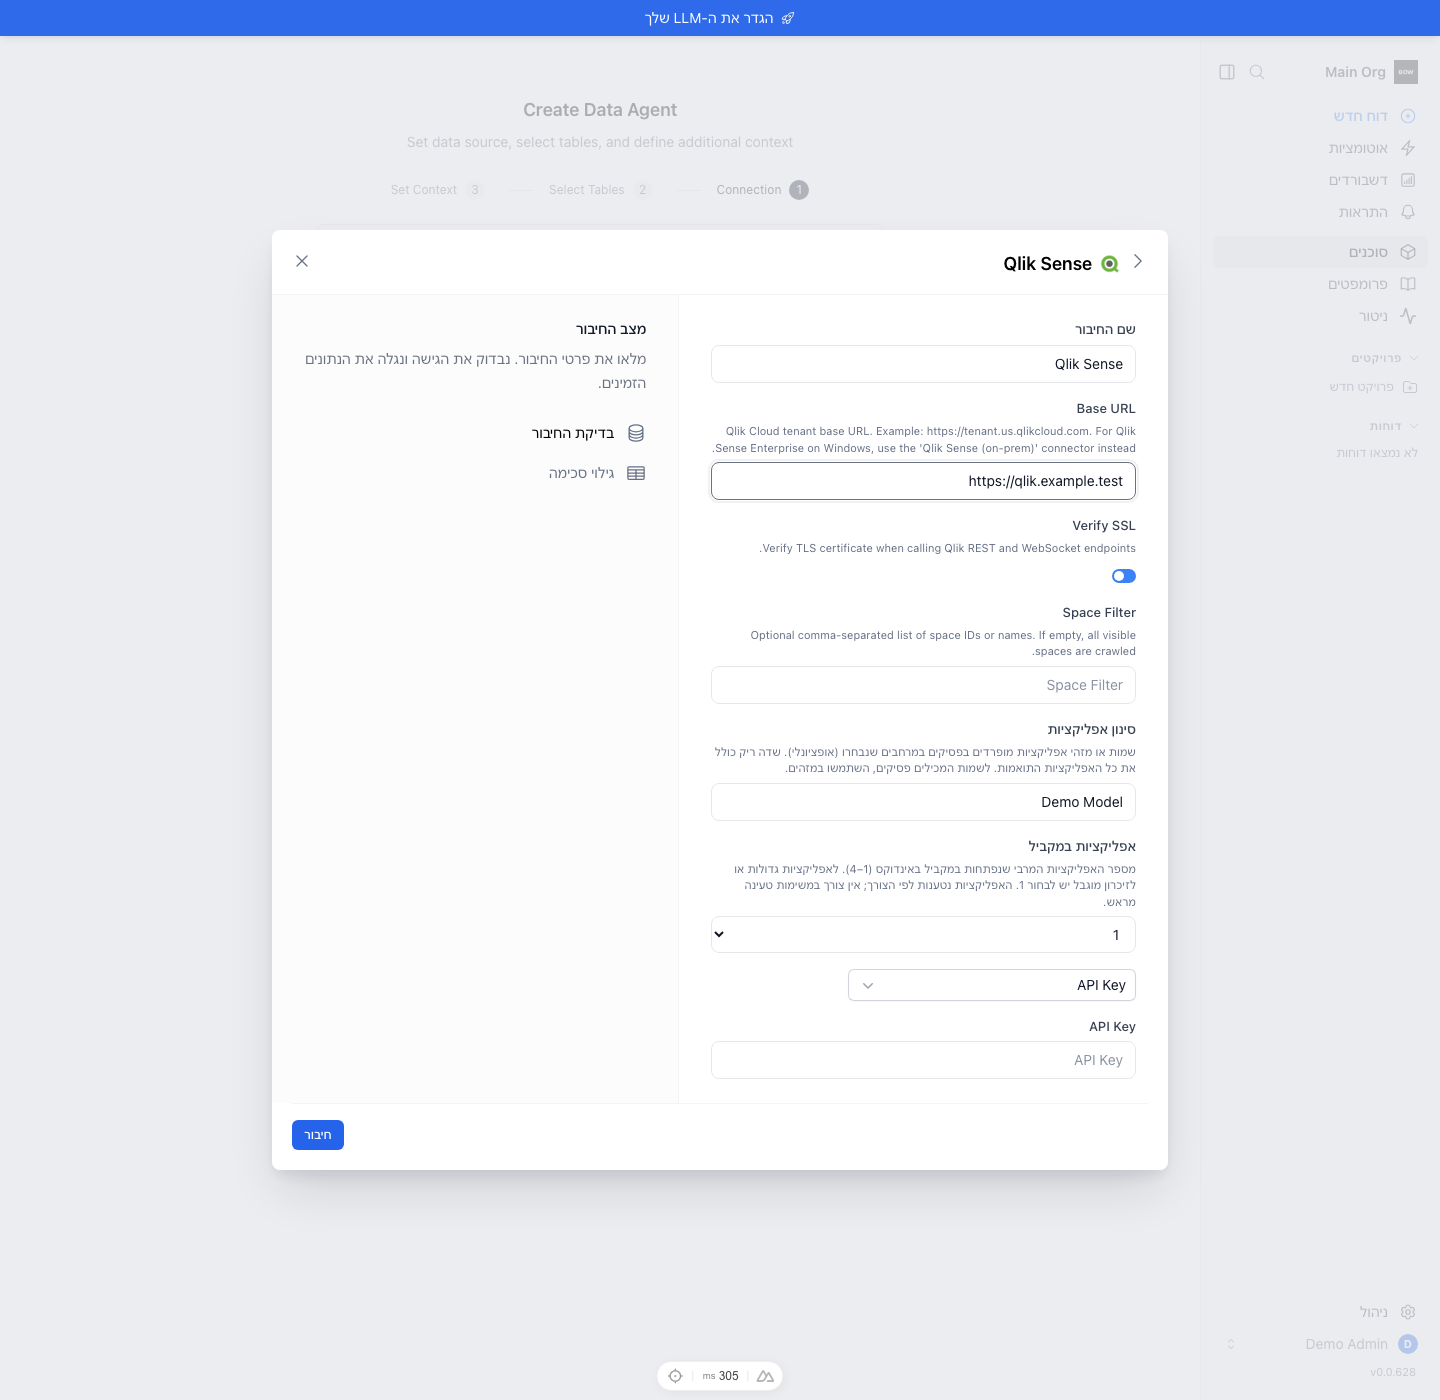 הגדר את ה-LLM שלך
Main Org
BOW
דוח חדש
אוטומציות
דשבורדים
התראות
סוכנים
פרומפטים
ניטור
פרויקטים
פרויקט חדש
דוחות
לא נמצאו דוחות
Create Data Agent
Set data source, select tables, and define additional context
1 Connection
2 Select Tables
3 Set Context
Qlik Sense
שם החיבור
Qlik Sense
Base URL
Qlik Cloud tenant base URL. Example: https://tenant.us.qlikcloud.com. For Qlik
Sense Enterprise on Windows, use the 'Qlik Sense (on-prem)' connector instead.
https://qlik.example.test
Verify SSL
Verify TLS certificate when calling Qlik REST and WebSocket endpoints.
Space Filter
Optional comma-separated list of space IDs or names. If empty, all visible
spaces are crawled.
Space Filter
סינון אפליקציות
שמות או מזהי אפליקציות מופרדים בפסיקים במרחבים שנבחרו (אופציונלי). שדה ריק כולל
את כל האפליקציות התואמות. לשמות המכילים פסיקים, השתמשו במזהים.
Demo Model
אפליקציות במקביל
מספר האפליקציות המרבי שנפתחות במקביל באינדוקס (1–4). לאפליקציות גדולות או
לזיכרון מוגבל יש לבחור 1. האפליקציות נטענות לפי הצורך; אין צורך במשימות טעינה
מראש.
1
API Key
API Key
API Key
מצב החיבור
מלאו את פרטי החיבור. נבדוק את הגישה ונגלה את הנתונים
הזמינים.
בדיקת החיבור
גילוי סכימה
חיבור
ניהול
D Demo Admin
v0.0.628
305 ms